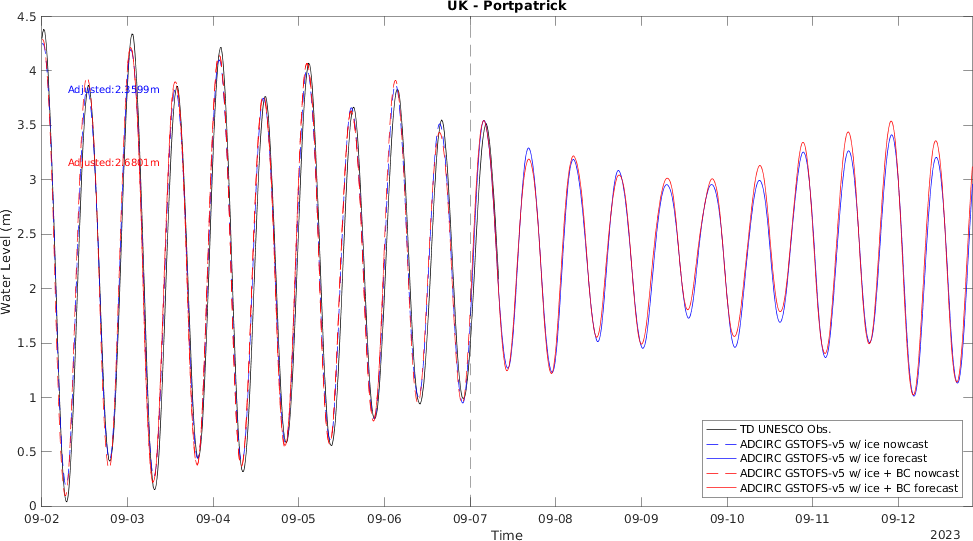 UK - Portpatrick
4.5
4
3.5
3
2.5
2
1.5
1
0.5
0
Water Level (m)
Adjusted:2.3599m
Adjusted:2.6801m
TD UNESCO Obs.
ADCIRC GSTOFS-v5 w/ ice nowcast
ADCIRC GSTOFS-v5 w/ ice forecast
ADCIRC GSTOFS-v5 w/ ice + BC nowcast
ADCIRC GSTOFS-v5 w/ ice + BC forecast
09-02 09-03 09-04 09-05 09-06 09-07 09-08 09-09 09-10 09-11 09-12
Time
2023